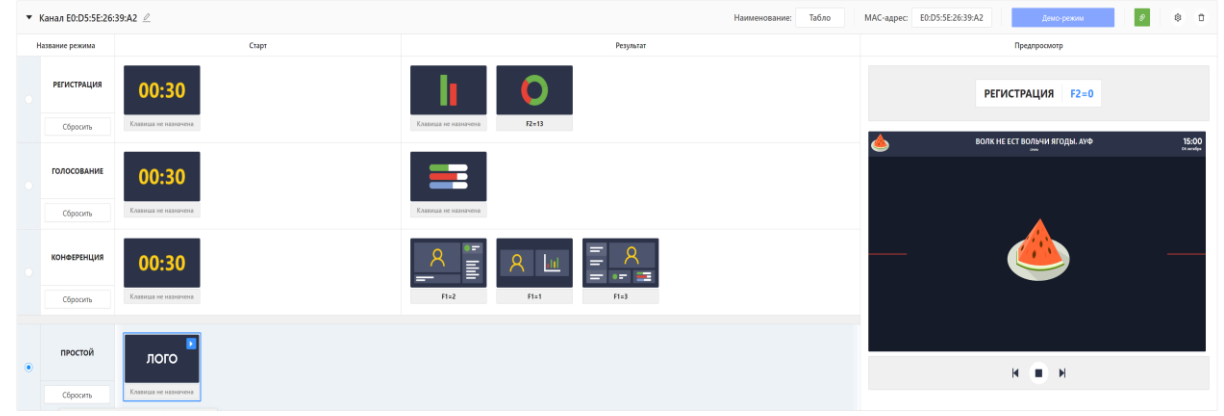 Канал E0:D5:5E:26:39:A2
Наименование: Табло MAC-адрес: E0:D5:5E:26:39:A2 Демо-режим
Название режима Старт Результат Предпросмотр
РЕГИСТРАЦИЯ
Сбросить
00:30
Клавиша не назначена
Клавиша не назначена
F2=13
РЕГИСТРАЦИЯ F2=0
ВОЛК НЕ ЕСТ ВОЛЬЧИ ЯГОДЫ. АУФ
15:00
ГОЛОСОВАНИЕ
Сбросить
00:30
Клавиша не назначена
Клавиша не назначена
КОНФЕРЕНЦИЯ
Сбросить
00:30
Клавиша не назначена
F1=2
F1=1
F1=3
ПРОСТОЙ
Сбросить
ЛОГО
Клавиша не назначена